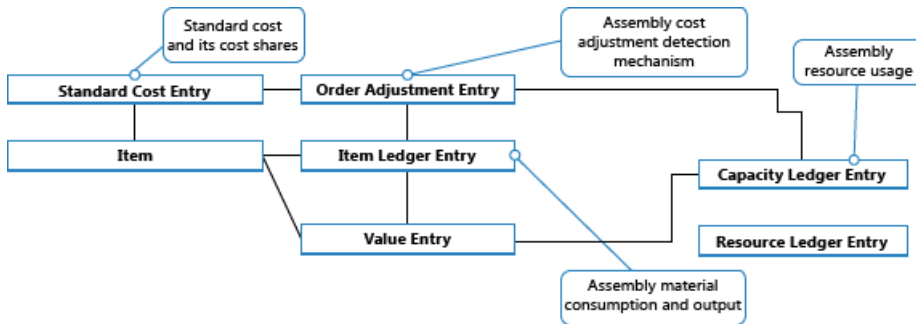 Standard cost
and its cost shares
Assembly cost
adjustment detection
mechanism
Assembly
resource usage
Standard Cost Entry
Order Adjustment Entry
Item
Item Ledger Entry
Capacity Ledger Entry
Value Entry
Resource Ledger Entry
Assembly material
consumption and output